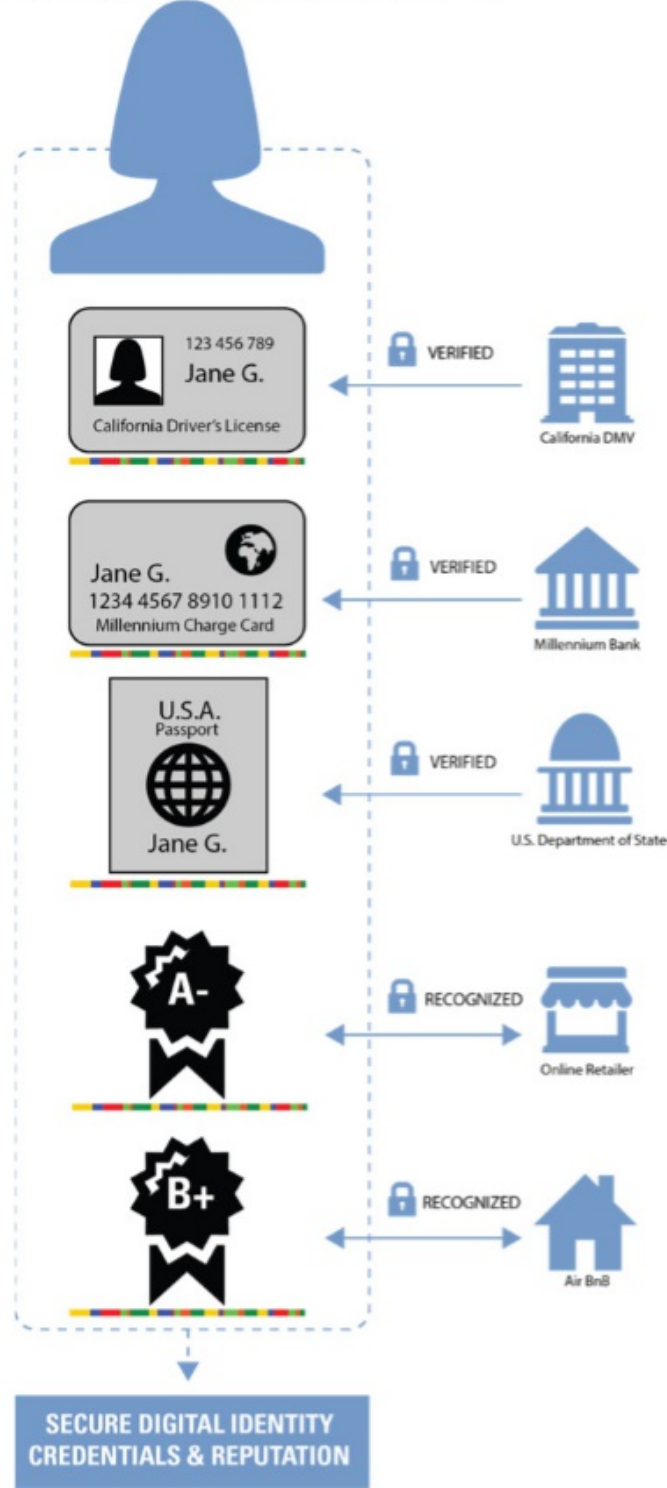 123 456 789
Jane G.
California Driver's License
VERIFIED
California DMV
Jane G.
1234 4567 8910 1112
Millennium Charge Card
VERIFIED
Millennium Bank
U.S.A.
Passport
Jane G.
VERIFIED
U.S. Department of State
A-
RECOGNIZED
Online Retailer
B+
RECOGNIZED
Air BnB
SECURE DIGITAL IDENTITY
CREDENTIALS & REPUTATION